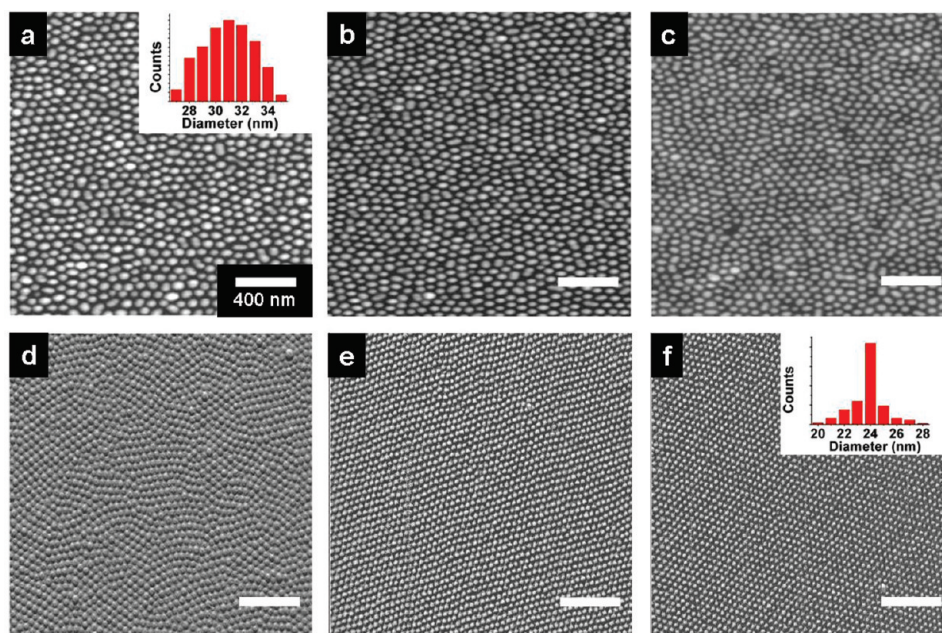 a
Counts
28 30 32 34
Diameter (nm)
400 nm
b
c
d
e
f
Counts
20 22 24 26 28
Diameter (nm)